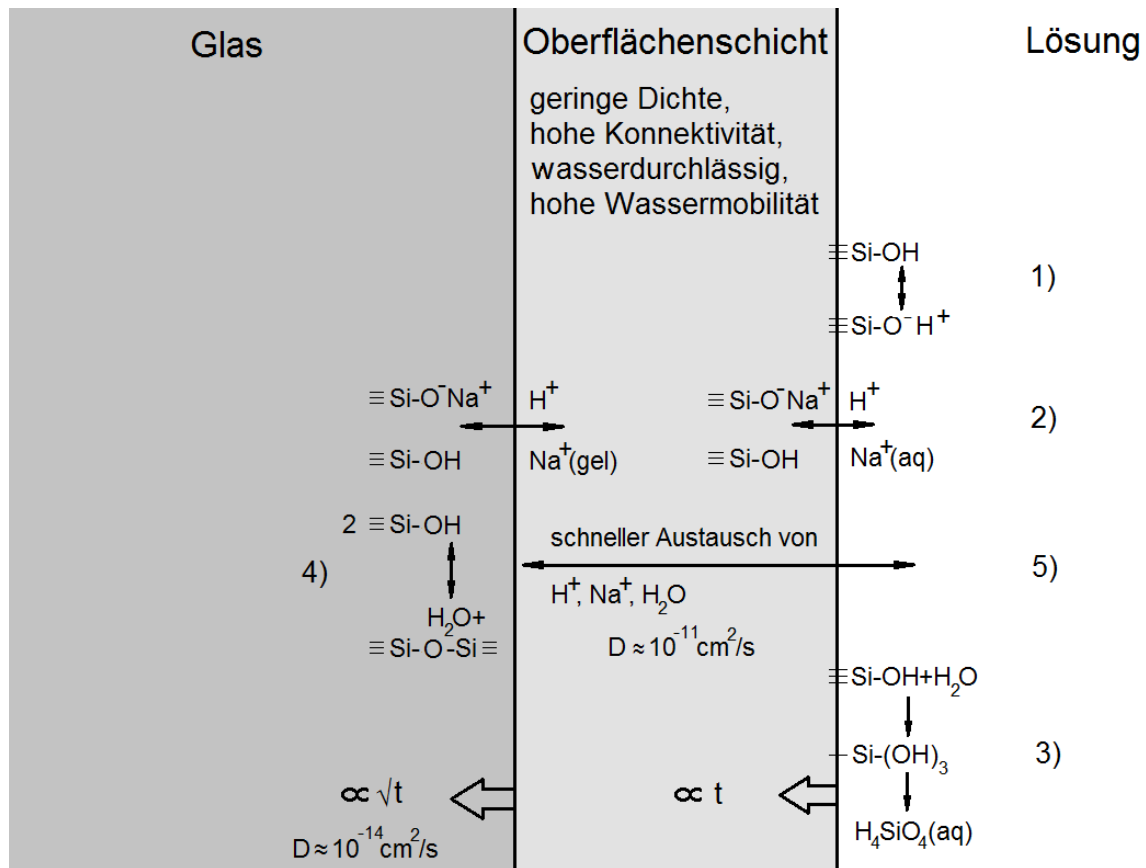 Glas
Oberflächenschicht
Lösung
geringe Dichte,
hohe Konnektivität,
wasserdurchlässig,
hohe Wassermobilität
≡Si-OH
1)
≡Si-O⁻H⁺
≡Si-O⁻Na⁺ H⁺
≡Si-OH Na⁺(gel)
≡Si-O⁻Na⁺ H⁺
2)
≡Si-OH Na⁺(aq)
2 ≡Si-OH
4)
H₂O+
≡Si-O-Si≡
schneller Austausch von
5)
H⁺, Na⁺, H₂O
D≈10⁻¹¹cm²/s
≡Si-OH+H₂O
-Si-(OH)₃
3)
H₄SiO₄(aq)
∝ √t
D≈10⁻¹⁴cm²/s
∝ t